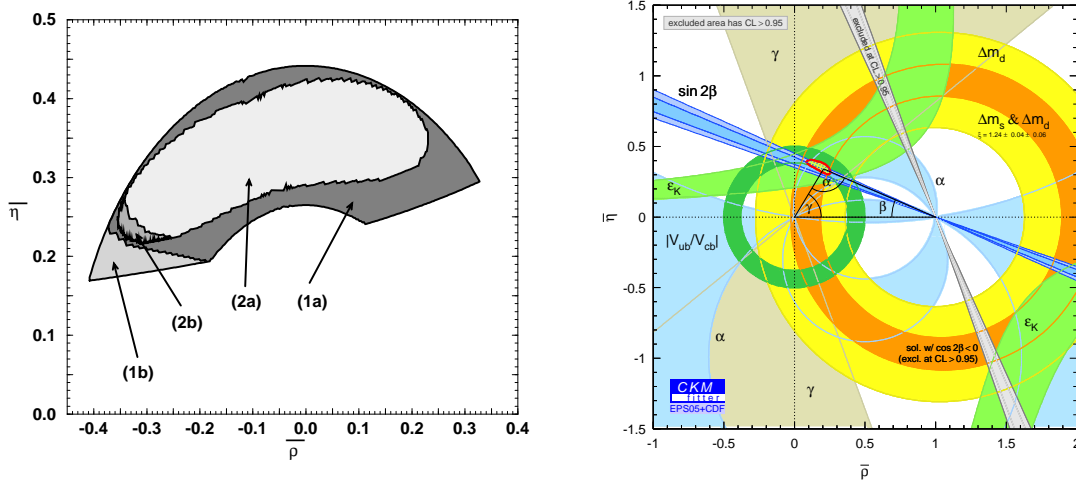 0.5
0.4
0.3
0.2
0.1
0.0
η̅
-0.4 -0.3 -0.2 -0.1 0.0 0.1 0.2 0.3 0.4
ρ̅
(2a)
(1a)
(2b)
(1b)
1.5
1
0.5
0
-0.5
-1
-1.5
η̅
-1 -0.5 0 0.5 1 1.5 2
ρ̅
excluded area has CL > 0.95
excluded at CL > 0.95
γ
Δm_d
sin 2β
Δm_s & Δm_d
ξ = 1.24 ± 0.04 ± 0.06
ε_K
α
α
γ
β
|V_ub/V_cb|
α
ε_K
sol. w/ cos 2β < 0
(excl. at CL > 0.95)
γ
CKM
fitter
EPS05+CDF